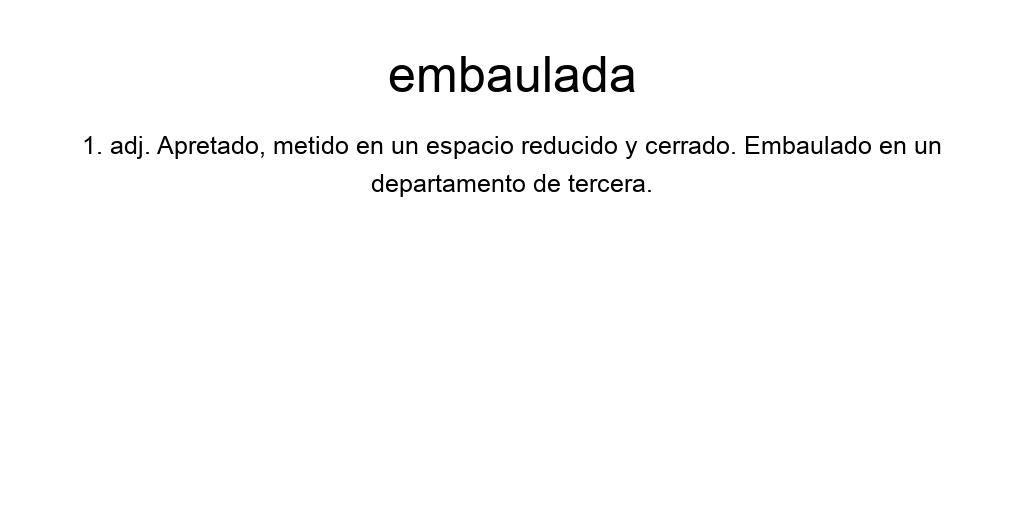 embaulada
1. adj. Apretado, metido en un espacio reducido y cerrado. Embaulado en un
departamento de tercera.